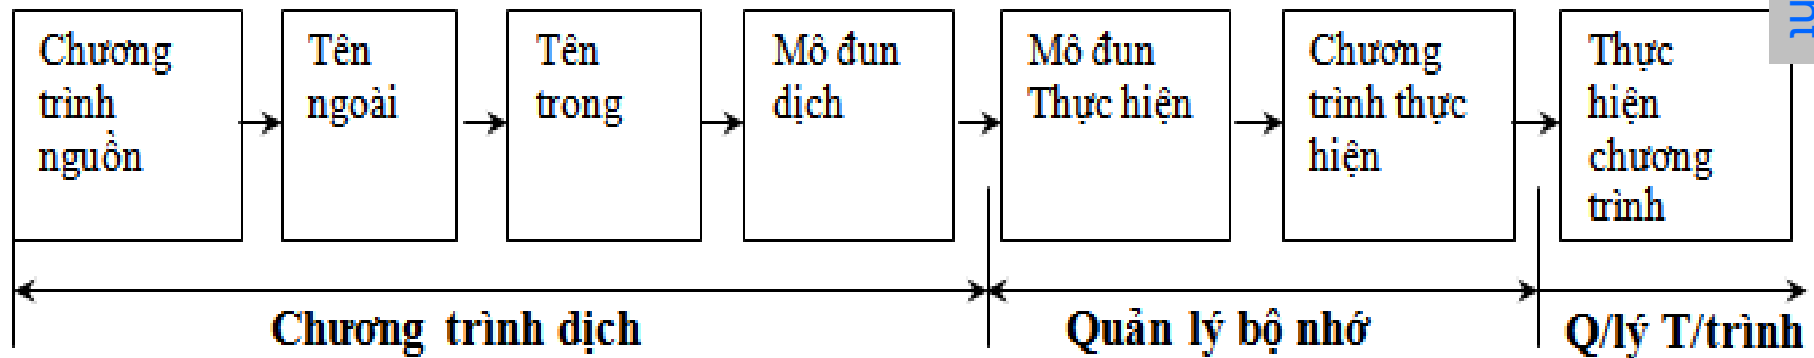 Chương
trình
nguồn
Tên
ngoài
Tên
trong
Mô đun
dịch
Mô đun
Thực hiện
Chương
trình thực
hiện
Thực
hiện
chương
trình
Chương trình dịch
Quản lý bộ nhớ
Q/lý T/trình